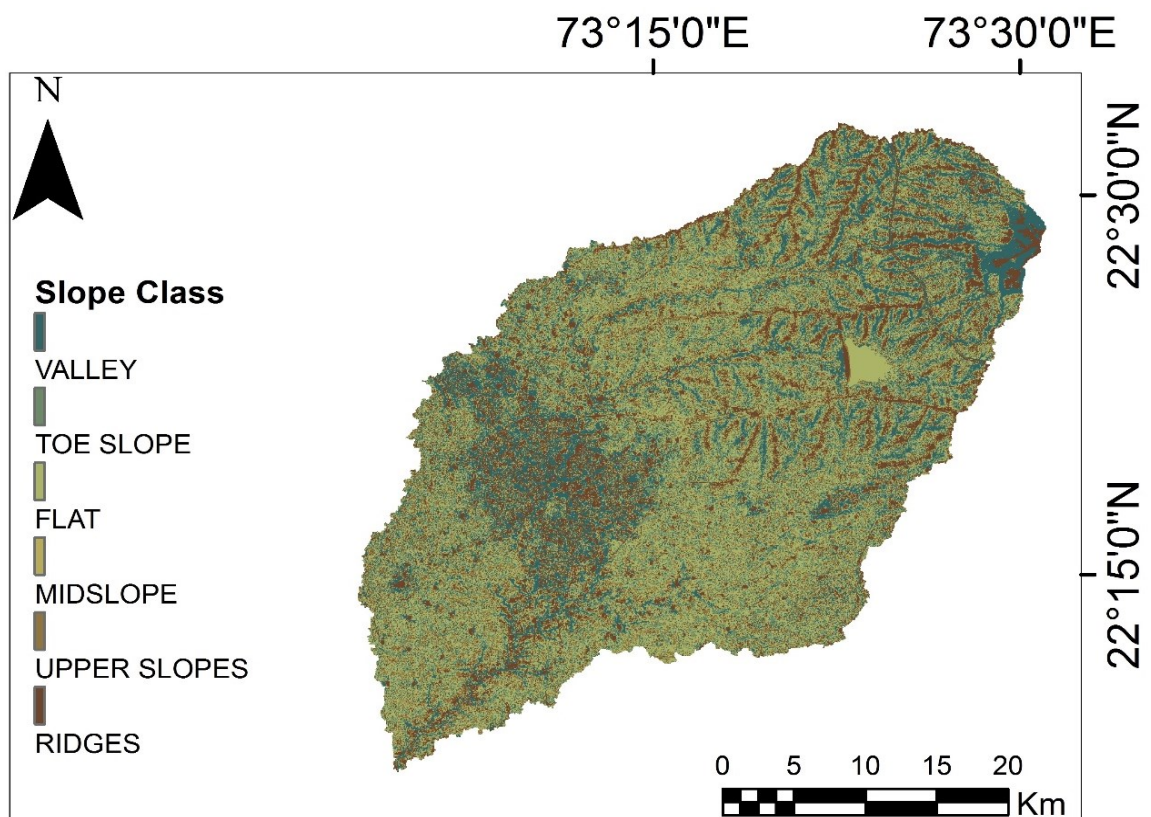 73°15'0"E 73°30'0"E
N
22°30'0"N
Slope Class
VALLEY
TOE SLOPE
FLAT
MIDSLOPE
22°15'0"N
UPPER SLOPES
RIDGES
0 5 10 15 20
Km